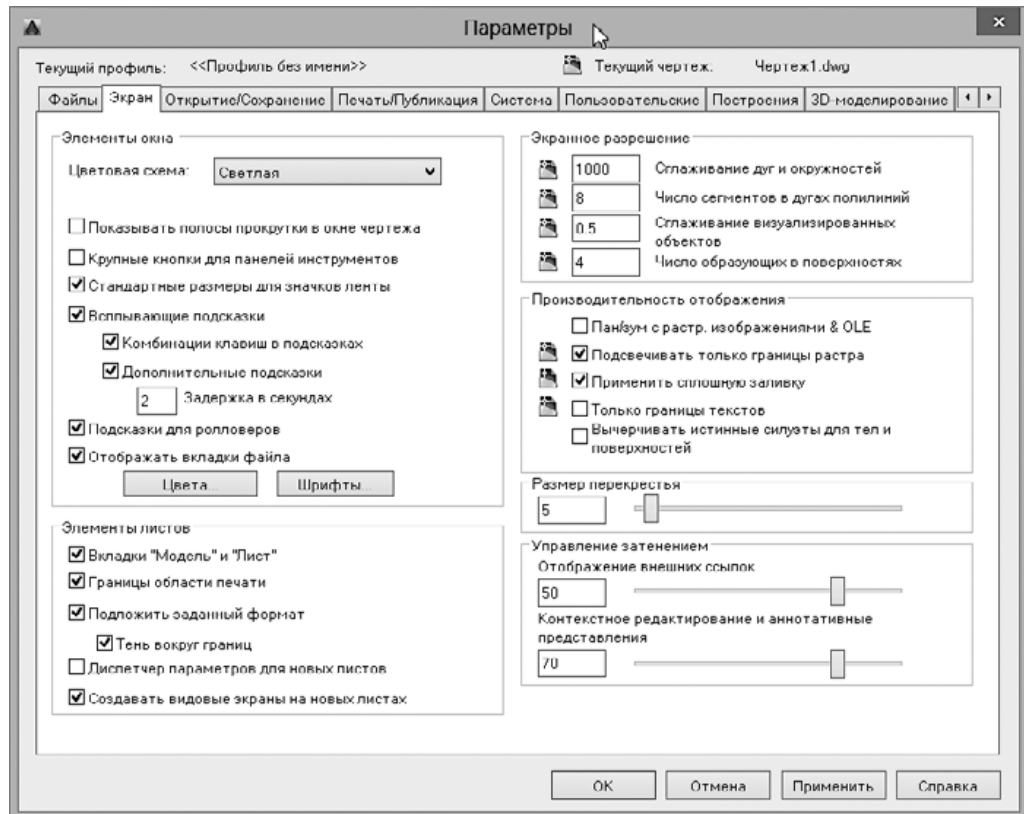 Параметры
Текущий профиль: <<Профиль без имени>> Текущий чертеж: Чертеж1.dwg
Файлы Экран Открытие/Сохранение Печать/Публикация Система Пользовательские Построения 3D-моделирование
Элементы окна
Цветовая схема: Светлая
Показывать полосы прокрутки в окне чертежа
Крупные кнопки для панелей инструментов
Стандартные размеры для значков ленты
Всплывающие подсказки
Комбинации клавиш в подсказках
Дополнительные подсказки
2 Задержка в секундах
Подсказки для ролловеров
Отображать вкладки файла
Цвета... Шрифты...
Элементы листов
Вкладки "Модель" и "Лист"
Границы области печати
Подложить заданный формат
Тень вокруг границ
Диспетчер параметров для новых листов
Создавать видовые экраны на новых листах
Экранное разрешение
1000 Сглаживание дуг и окружностей
8 Число сегментов в дугах полилиний
0.5 Сглаживание визуализированных
объектов
4 Число образующих в поверхностях
Производительность отображения
Пан/зум с растр. изображениями & OLE
Подсвечивать только границы растра
Применить сплошную заливку
Только границы текстов
Вычерчивать истинные силуэты для тел и
поверхностей
Размер перекрестья
5
Управление затенением
Отображение внешних ссылок
50
Контекстное редактирование и аннотативные
представления
70
OK Отмена Применить Справка